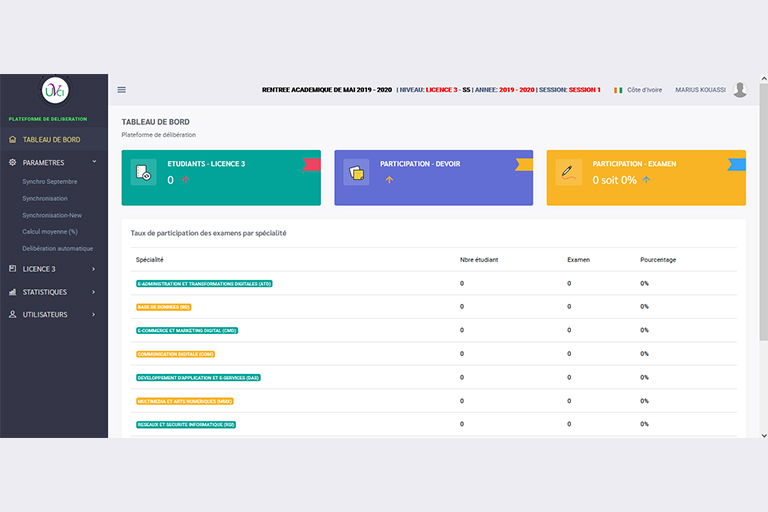 UVCI
RENTREE ACADEMIQUE DE MAI 2019 - 2020 | NIVEAU: LICENCE 3 - S5 | ANNEE: 2019 - 2020 | SESSION: SESSION 1
Côte d'Ivoire
MARIUS KOUASSI
PLATEFORME DE DELIBERATION
TABLEAU DE BORD
PARAMETRES
Synchro Septembre
Synchronisation
Synchronisation-New
Calcul moyenne (%)
Delibération automatique
LICENCE 3
STATISTIQUES
UTILISATEURS
TABLEAU DE BORD
Plateforme de délibération
ETUDIANTS - LICENCE 3
0
PARTICIPATION - DEVOIR
PARTICIPATION - EXAMEN
0 soit 0%
Taux de participation des examens par spécialité
Spécialité Nbre étudiant Examen Pourcentage
E-ADMINISTRATION ET TRANSFORMATIONS DIGITALES (ATD) 0 0 0%
BASE DE DONNEES (BD) 0 0 0%
E-COMMERCE ET MARKETING DIGITAL (CMD) 0 0 0%
COMMUNICATION DIGITALE (COM) 0 0 0%
DEVELOPPEMENT D'APPLICATION ET E-SERVICES (DAS) 0 0 0%
MULTIMEDIA ET ARTS NUMERIQUES (MMX) 0 0 0%
RESEAUX ET SECURITE INFORMATIQUE (RSI) 0 0 0%